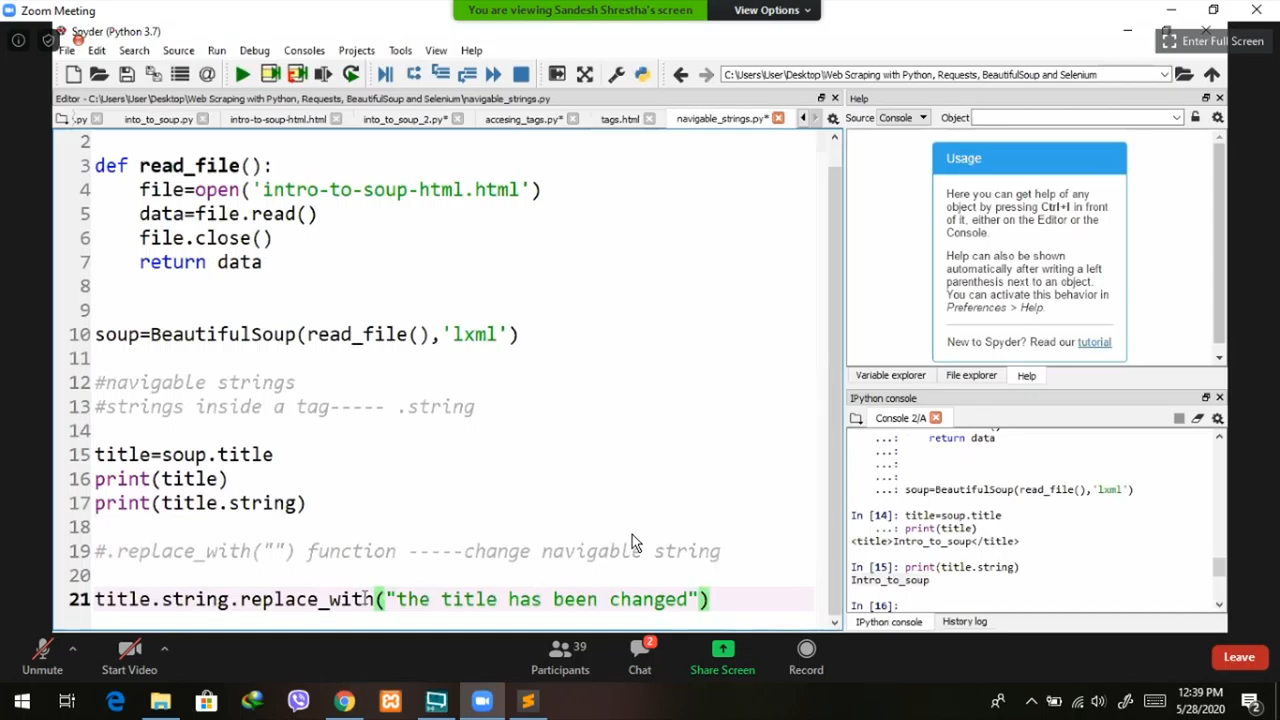 Zoom Meeting
You are viewing Sandesh Shrestha's screen
View Options
Spyder (Python 3.7)
Enter Full Screen
File Edit Search Source Run Debug Consoles Projects Tools View Help
C:\Users\User\Desktop\Web Scraping with Python, Requests, BeautifulSoup and Selenium
Editor - C:\Users\User\Desktop\Web Scraping with Python, Requests, BeautifulSoup and Selenium\navigable_strings.py
.py into_to_soup.py intro-to-soup-html.html into_to_soup_2.py* accesing_tags.py* tags.html navigable_strings.py*
2
3 def read_file():
4 file=open('intro-to-soup-html.html')
5 data=file.read()
6 file.close()
7 return data
8
9
10 soup=BeautifulSoup(read_file(),'lxml')
11
12 #navigable strings
13 #strings inside a tag----- .string
14
15 title=soup.title
16 print(title)
17 print(title.string)
18
19 #.replace_with("") function -----change navigable string
20
21 title.string.replace_with("the title has been changed")
Help
Source Console Object
Usage
Here you can get help of any
object by pressing Ctrl+I in front
of it, either on the Editor or the
Console.
Help can also be shown
automatically after writing a left
parenthesis next to an object.
You can activate this behavior in
Preferences > Help.
New to Spyder? Read our tutorial
Variable explorer File explorer Help
IPython console
Console 2/A
...: return data
...:
...:
...:
...: soup=BeautifulSoup(read_file(),'lxml')
In [14]: title=soup.title
...: print(title)
<title>Intro_to_soup</title>
In [15]: print(title.string)
Intro_to_soup
In [16]:
IPython console History log
Unmute
Start Video
39
Participants
2
Chat
Share Screen
Record
Leave
12:39 PM
5/28/2020
2